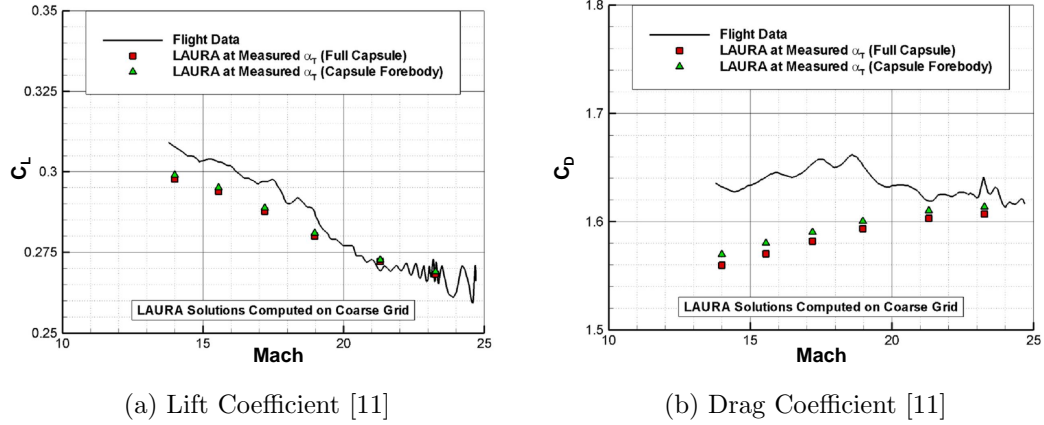 0.35
0.325
0.3
0.275
0.25
C_L
Flight Data
LAURA at Measured α_T (Full Capsule)
LAURA at Measured α_T (Capsule Forebody)
LAURA Solutions Computed on Coarse Grid
10
15
20
25
Mach
(a) Lift Coefficient [11]
1.8
1.7
1.6
1.5
C_D
Flight Data
LAURA at Measured α_T (Full Capsule)
LAURA at Measured α_T (Capsule Forebody)
LAURA Solutions Computed on Coarse Grid
10
15
20
25
Mach
(b) Drag Coefficient [11]